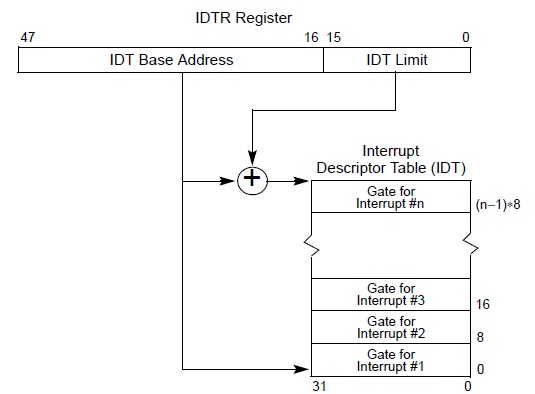 IDTR Register
47 16 15 0
IDT Base Address IDT Limit
+
Interrupt
Descriptor Table (IDT)
Gate for
Interrupt #n
(n−1)∗8
Gate for
Interrupt #3
16
Gate for
Interrupt #2
8
Gate for
Interrupt #1
0
31 0